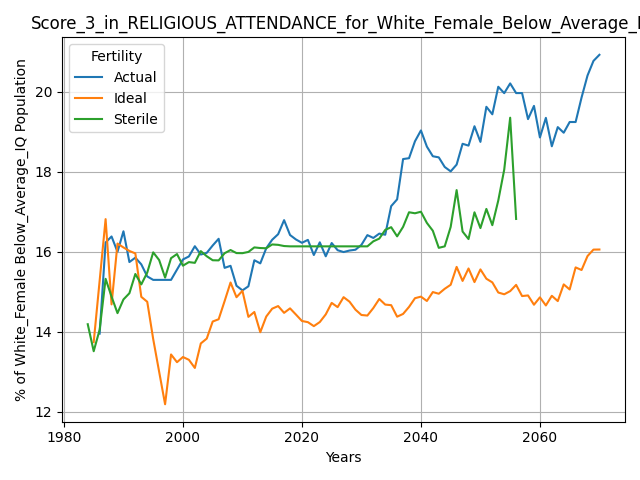 Score_3_in_RELIGIOUS_ATTENDANCE_for_White_Female_Below_Average_
Fertility
Actual
Ideal
Sterile
% of White_Female Below_Average_IQ Population
20
18
16
14
12
1980
2000
2020
2040
2060
Years